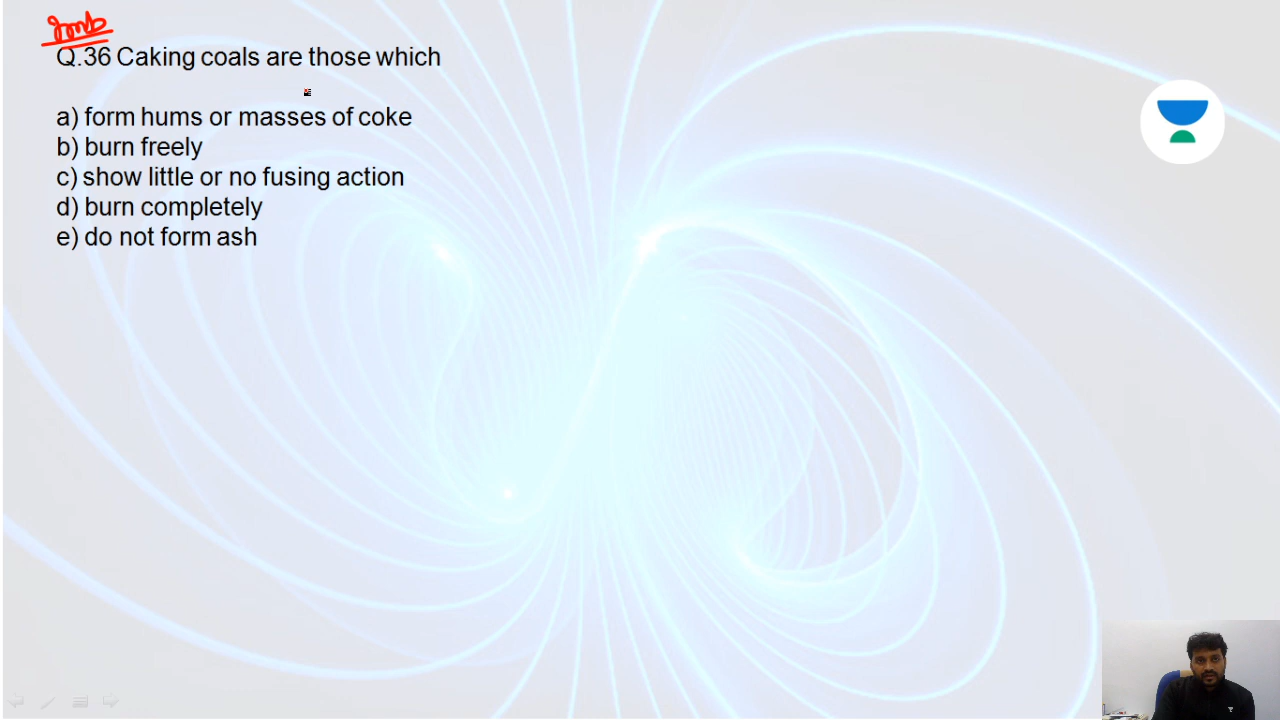 Imp
Q.36 Caking coals are those which
a) form hums or masses of coke
b) burn freely
c) show little or no fusing action
d) burn completely
e) do not form ash